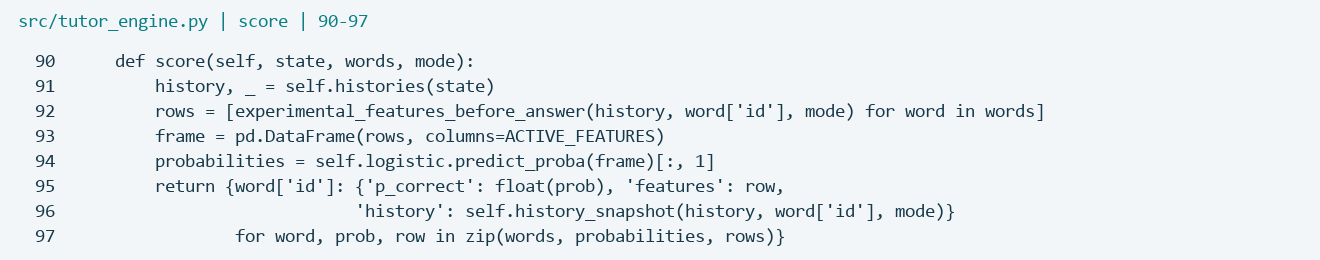 src/tutor_engine.py | score | 90-97
90      def score(self, state, words, mode):
91          history, _ = self.histories(state)
92          rows = [experimental_features_before_answer(history, word['id'], mode) for word in words]
93          frame = pd.DataFrame(rows, columns=ACTIVE_FEATURES)
94          probabilities = self.logistic.predict_proba(frame)[:, 1]
95          return {word['id']: {'p_correct': float(prob), 'features': row,
96                              'history': self.history_snapshot(history, word['id'], mode)}
97                  for word, prob, row in zip(words, probabilities, rows)}